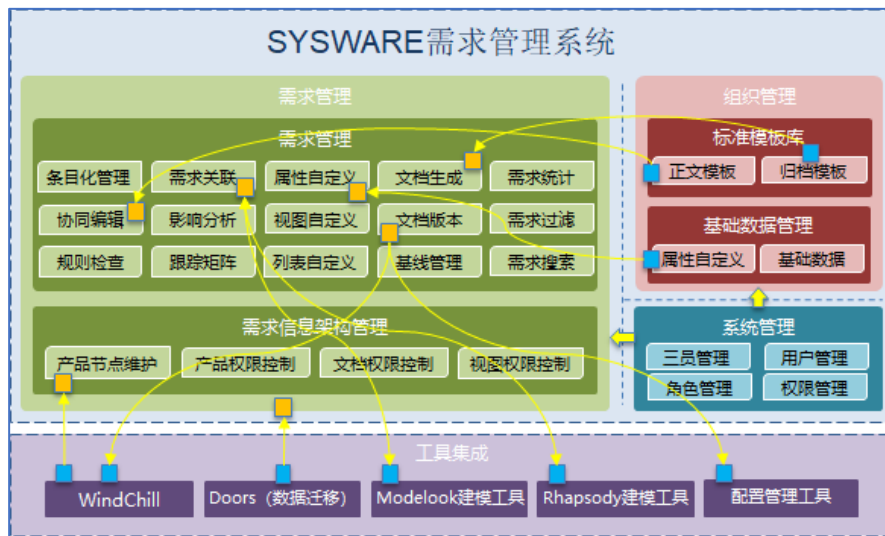 SYSWARE需求管理系统
需求管理
需求管理
条目化管理 需求关联 属性自定义 文档生成 需求统计
协同编辑 影响分析 视图自定义 文档版本 需求过滤
规则检查 跟踪矩阵 列表自定义 基线管理 需求搜索
需求信息架构管理
产品节点维护 产品权限控制 文档权限控制 视图权限控制
组织管理
标准模板库
正文模板 归档模板
基础数据管理
属性自定义 基础数据
系统管理
三员管理 用户管理
角色管理 权限管理
工具集成
WindChill Doors（数据迁移） Modelook建模工具 Rhapsody建模工具 配置管理工具